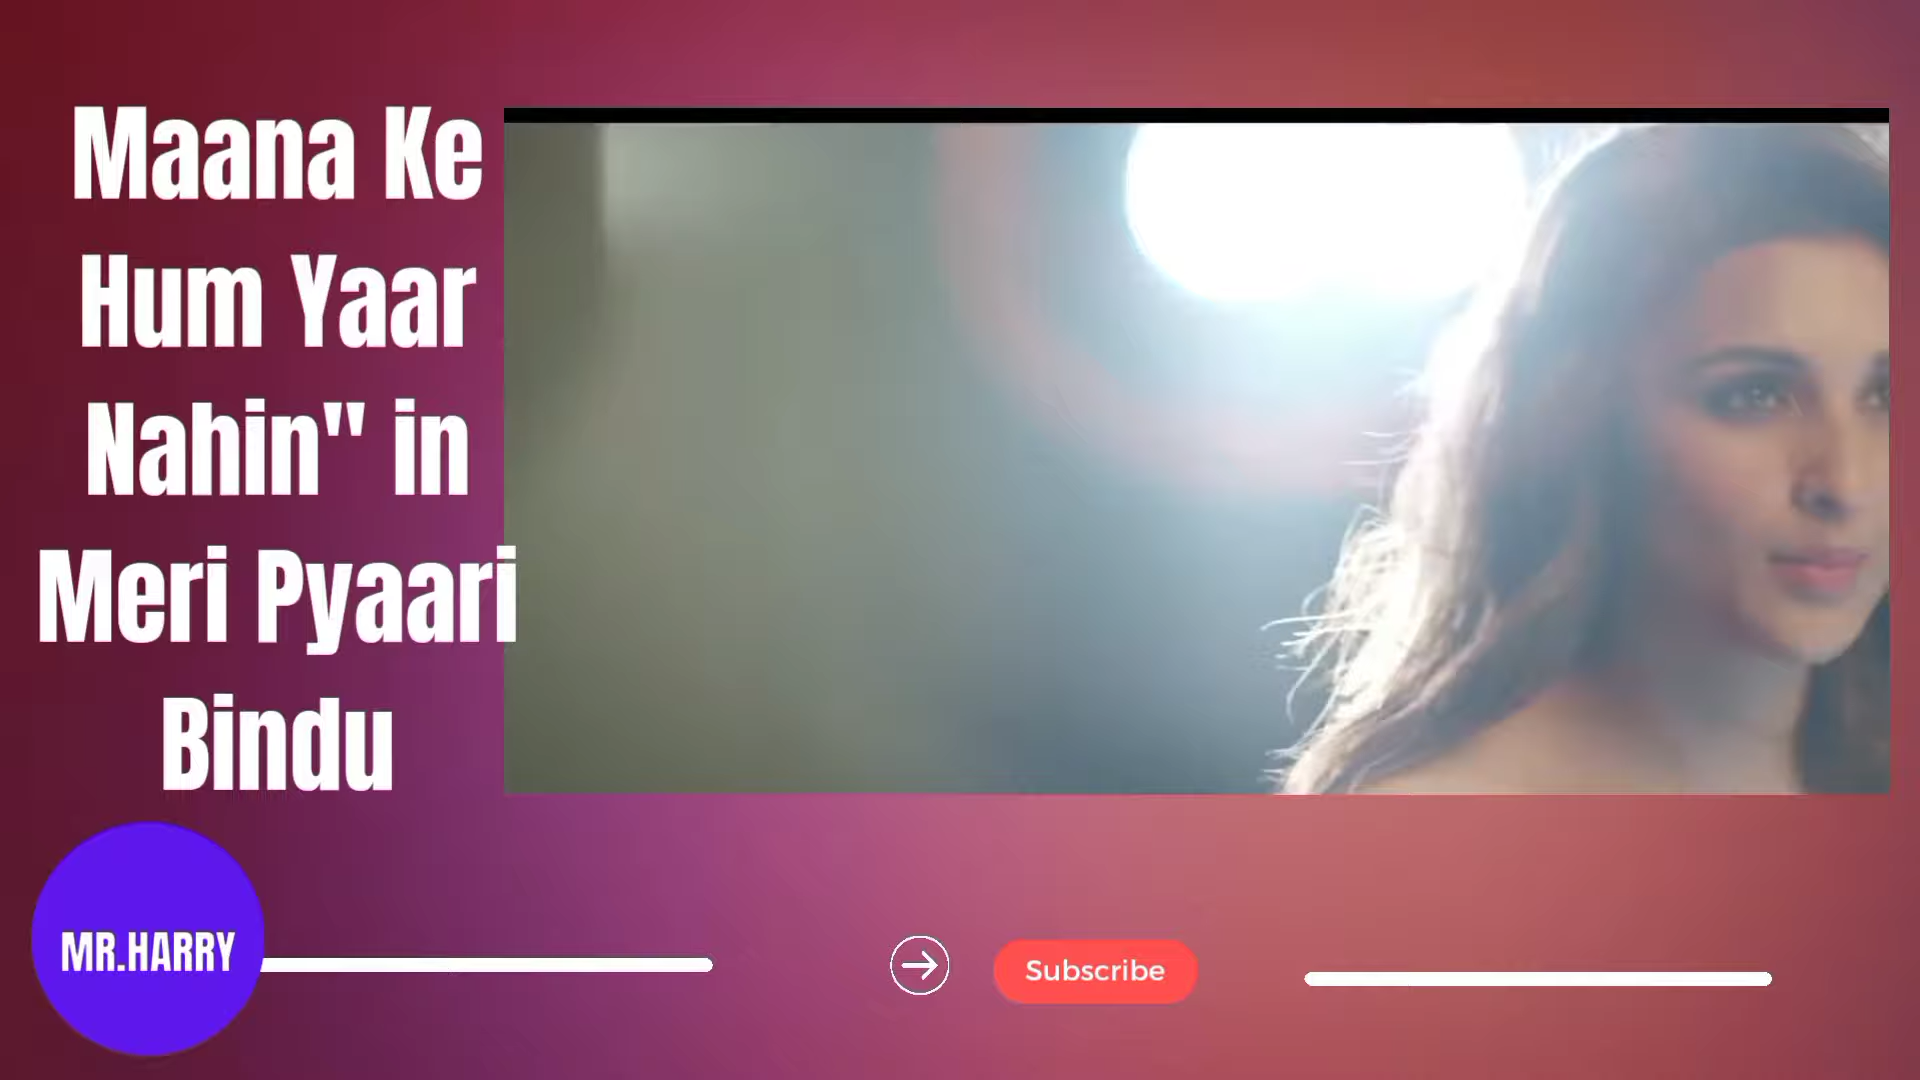 Maana Ke
Hum Yaar
Nahin" in
Meri Pyaari
Bindu
MR.HARRY
Subscribe